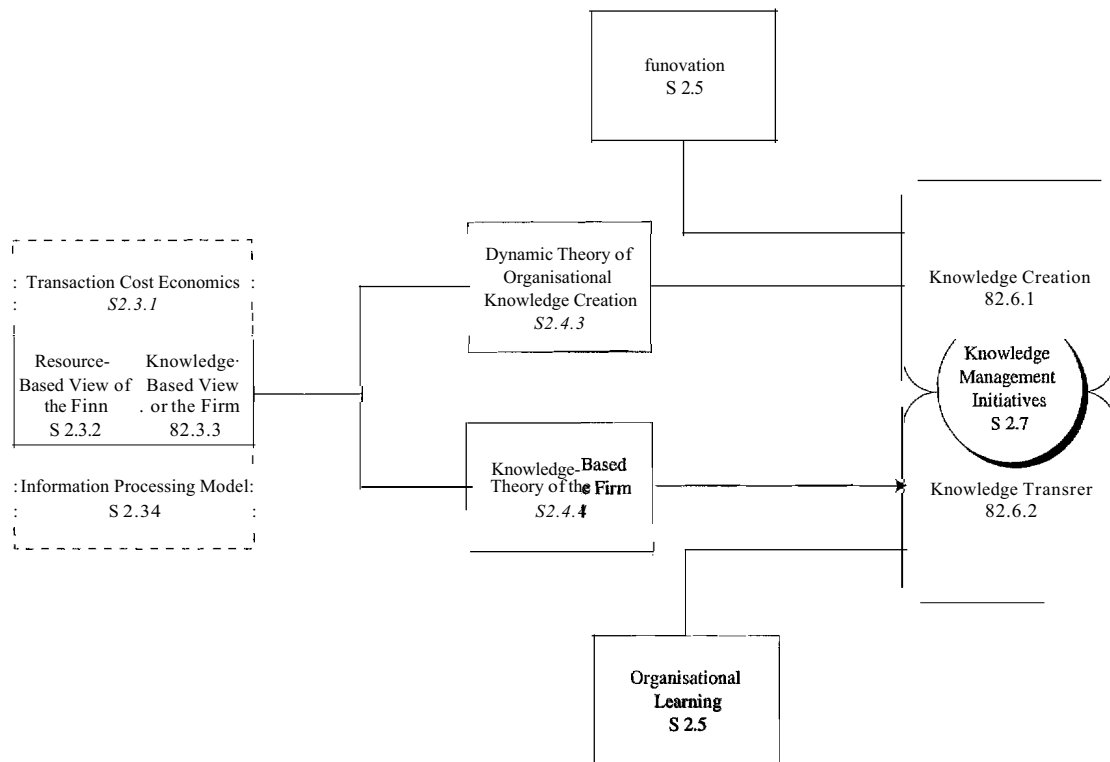 funovation
S 2.5
: Transaction Cost Economics :
: S2.3.1
Resource-
Based View of
the Finn
S 2.3.2
Knowledge·
Based View
. or the Firm
82.3.3
:Information Processing Model:
: S 2.34 :
Dynamic Theory of
Organisational
Knowledge Creation
S2.4.3
Knowledge-Based
Theory of the Firm
S2.4.4
Knowledge Creation
82.6.1
Knowledge
Management
Initiatives
S 2.7
Knowledge Transrer
82.6.2
Organisational
Learning
S 2.5